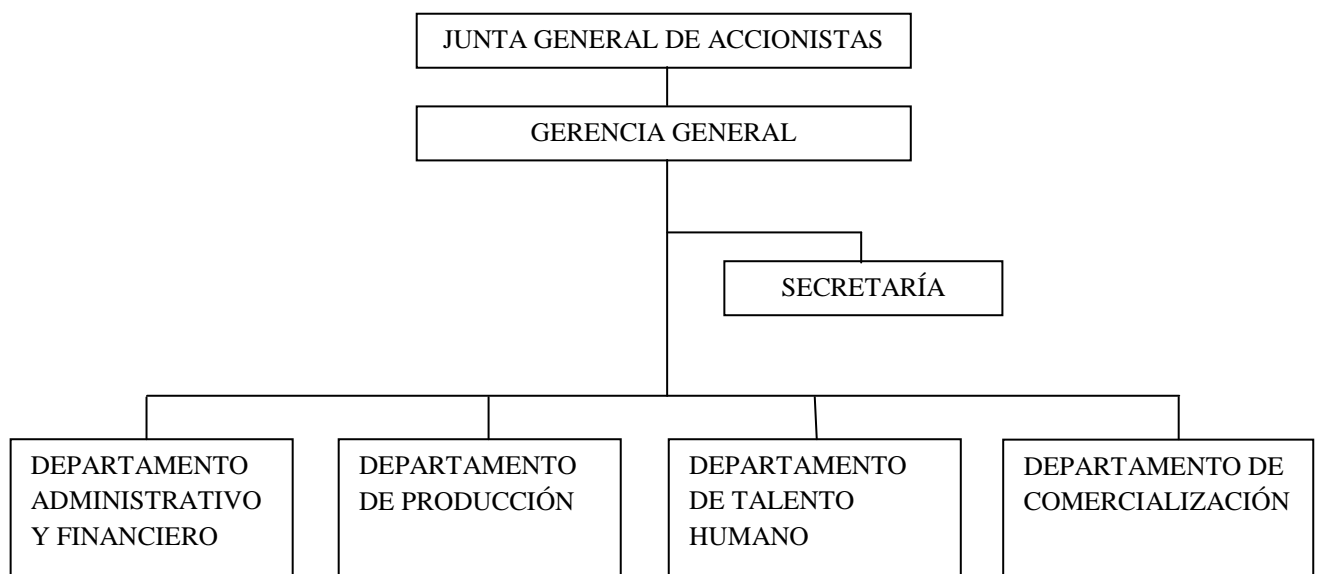 JUNTA GENERAL DE ACCIONISTAS
GERENCIA GENERAL
SECRETARÍA
DEPARTAMENTO
ADMINISTRATIVO
Y FINANCIERO
DEPARTAMENTO
DE PRODUCCIÓN
DEPARTAMENTO
DE TALENTO
HUMANO
DEPARTAMENTO DE
COMERCIALIZACIÓN